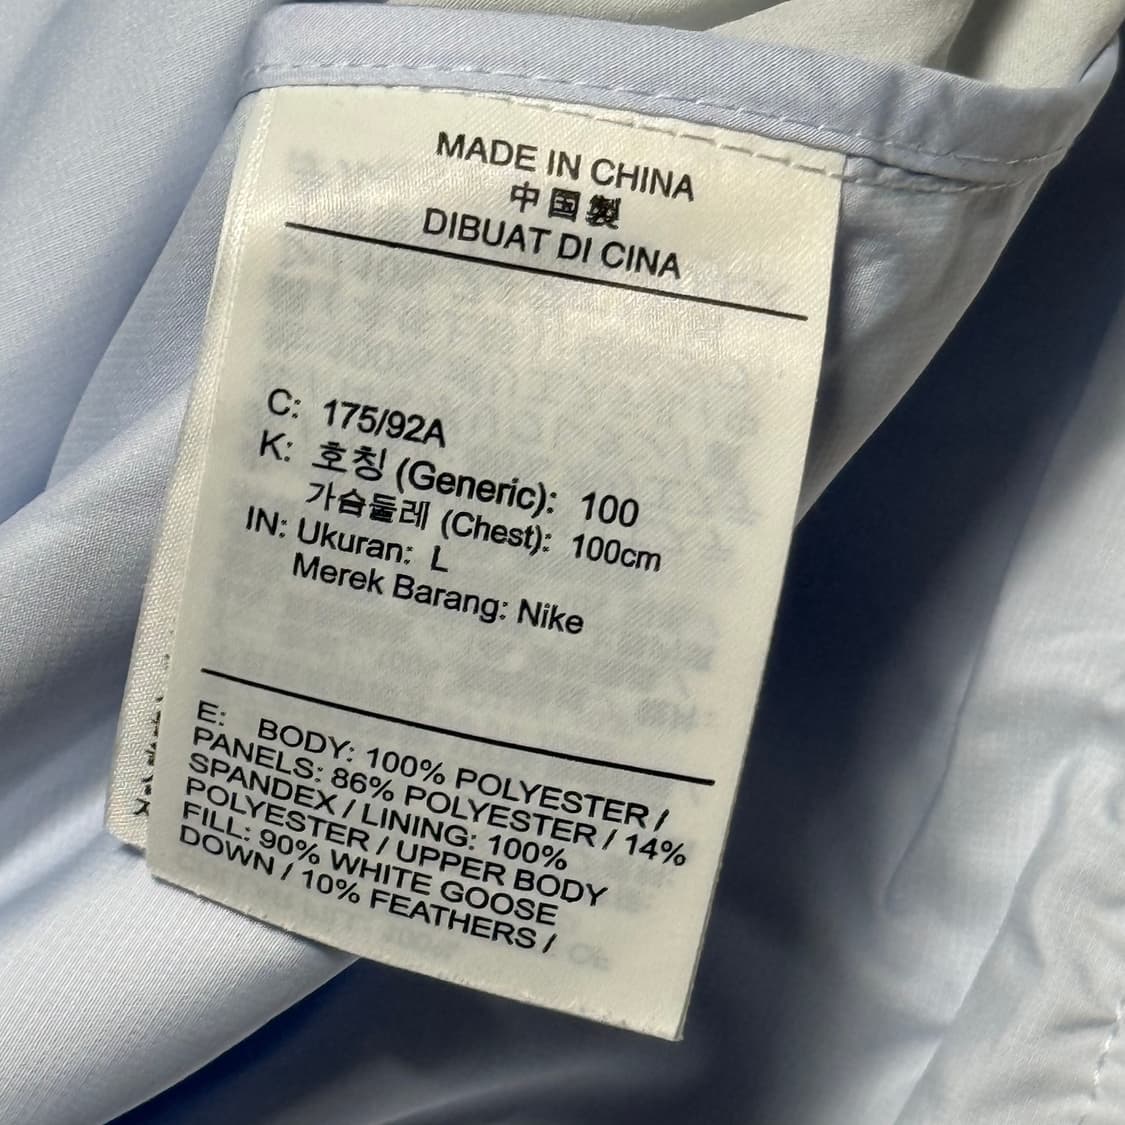 MADE IN CHINA
中国製
DIBUAT DI CINA
C: 175/92A
K: 호칭 (Generic): 100
가슴둘레 (Chest): 100cm
IN: Ukuran: L
Merek Barang: Nike
E: BODY: 100% POLYESTER /
PANELS: 86% POLYESTER / 14%
SPANDEX / LINING: 100%
POLYESTER / UPPER BODY
FILL: 90% WHITE GOOSE
DOWN / 10% FEATHERS /